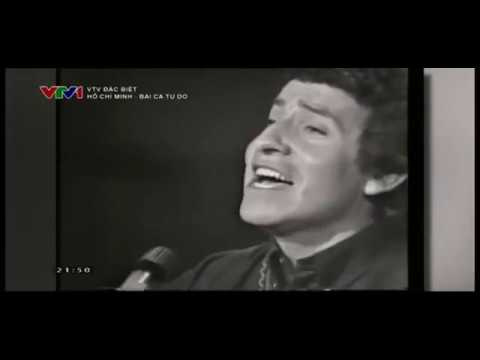 VTV1
VTV ĐẶC BIỆT
HỒ CHÍ MINH - BÀI CA TỰ DO
21:50